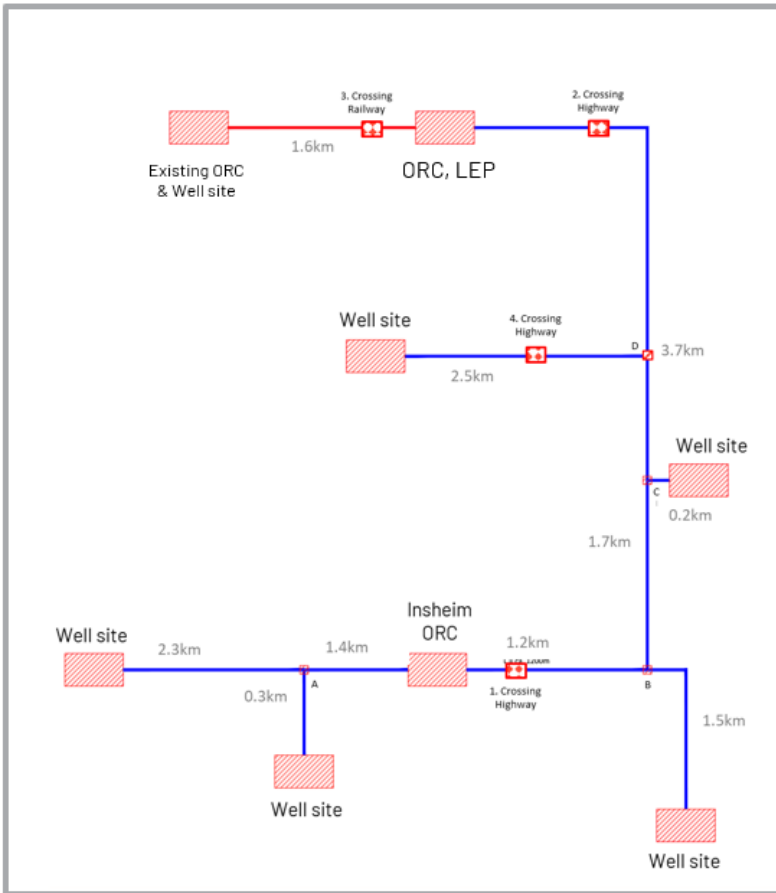 3. Crossing
Railway
2. Crossing
Highway
1.6km
Existing ORC
& Well site
ORC, LEP
Well site
4. Crossing
Highway
D
3.7km
2.5km
Well site
C
0.2km
1.7km
Insheim
ORC
Well site
2.3km
1.4km
1.2km
A
B
0.3km
1. Crossing
Highway
1.5km
Well site
Well site